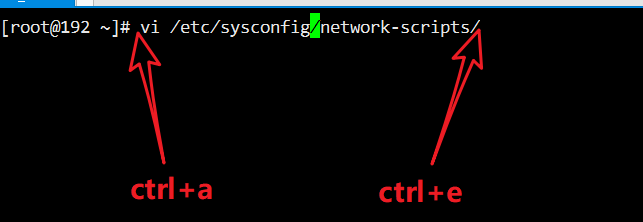 [root@192 ~]# vi /etc/sysconfig/network-scripts/
ctrl+a
ctrl+e